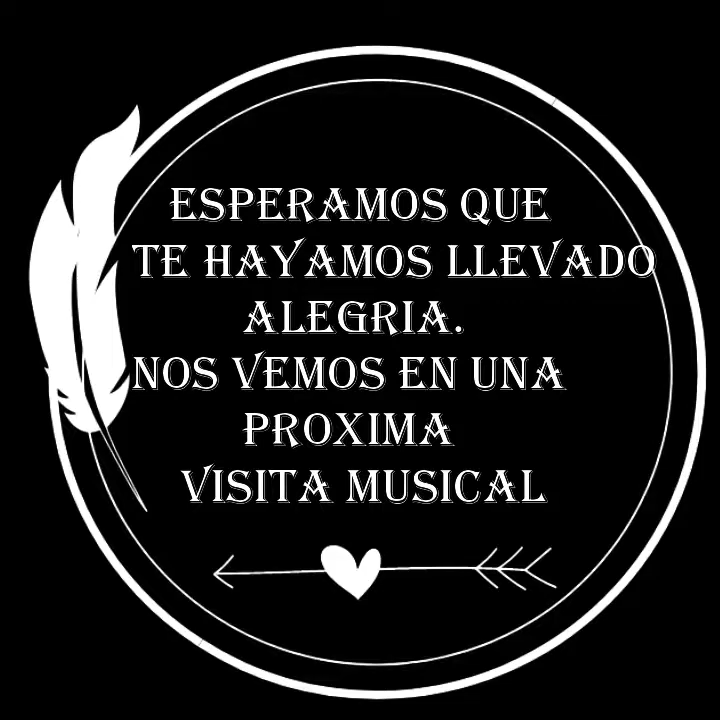 ESPERAMOS QUE
TE HAYAMOS LLEVADO
ALEGRIA.
NOS VEMOS EN UNA
PROXIMA
VISITA MUSICAL